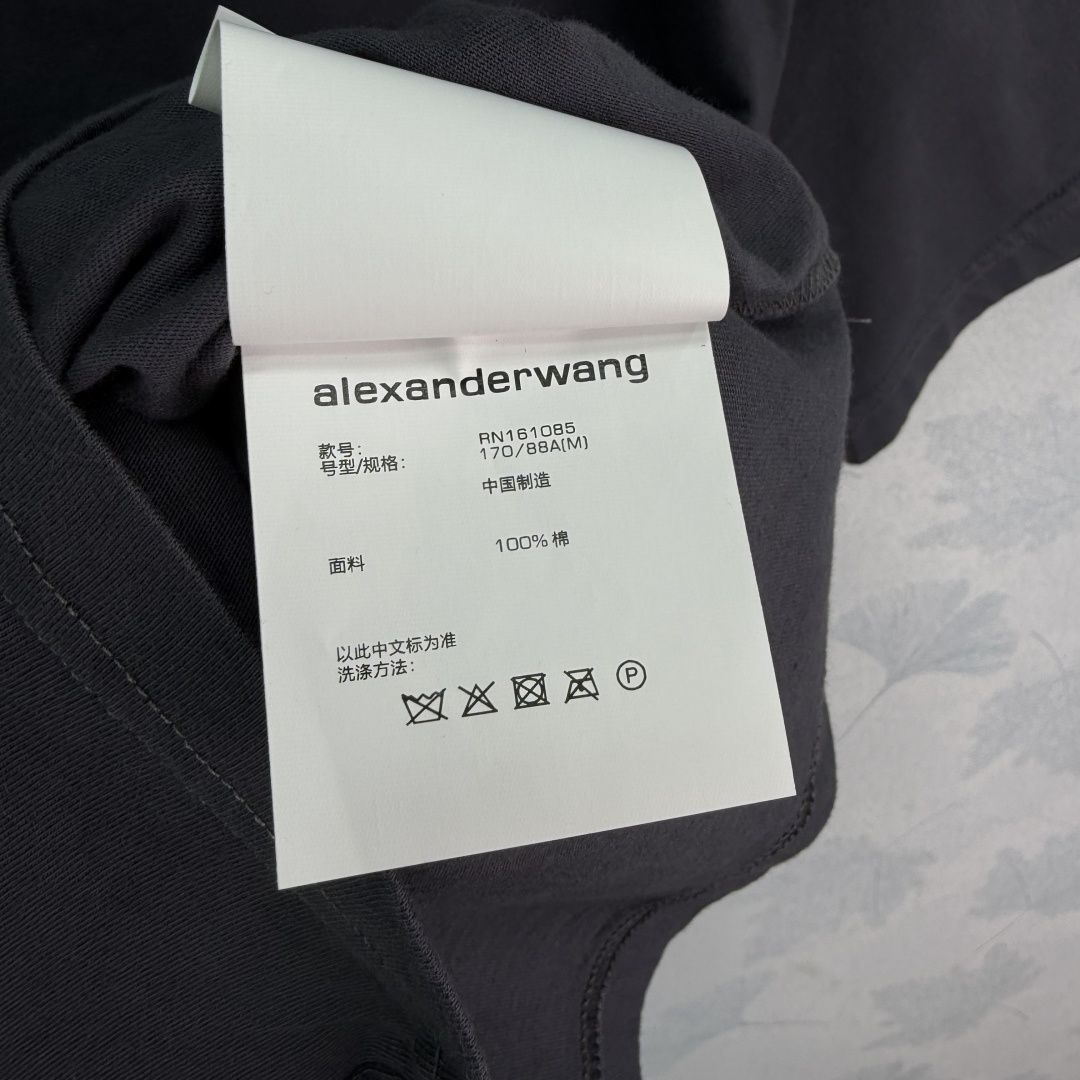 alexanderwang
款号： RN161085
号型/规格： 170/88A(M)
中国制造
100% 棉
面料
以此中文标为准
洗涤方法：
P